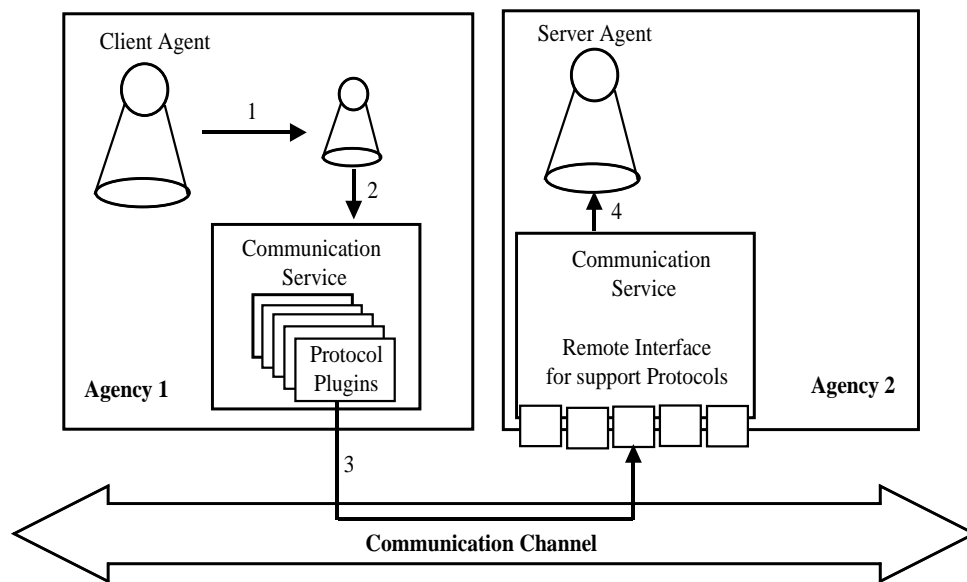 Client Agent
1
2
Communication
Service
Protocol
Plugins
Agency 1
3
Server Agent
4
Communication
Service
Remote Interface
for support Protocols
Agency 2
Communication Channel